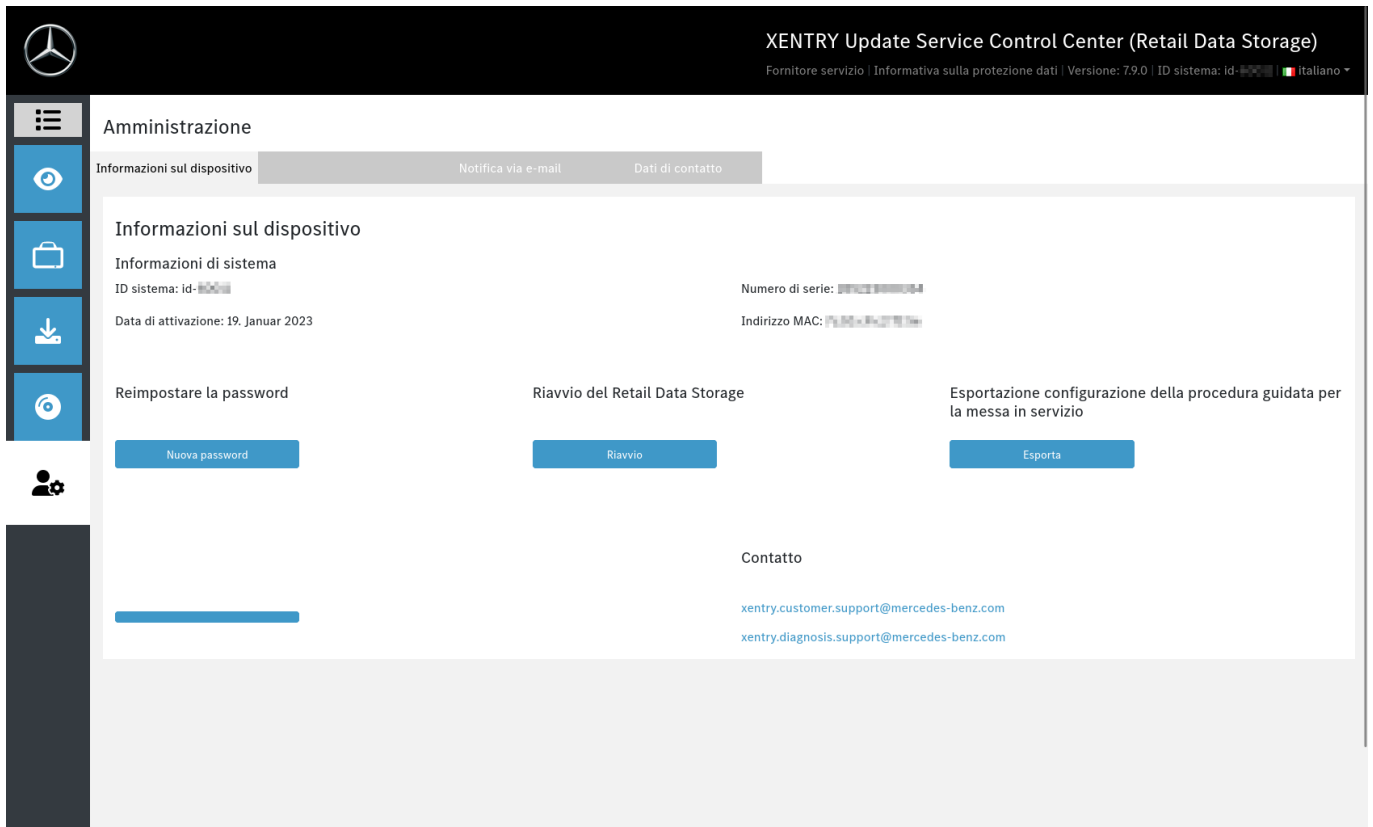 XENTRY Update Service Control Center (Retail Data Storage)
Fornitore servizio | Informativa sulla protezione dati | Versione: 7.9.0 | ID sistema: id- | italiano
Amministrazione
Informazioni sul dispositivo Notifica via e-mail Dati di contatto
Informazioni sul dispositivo
Informazioni di sistema
ID sistema: id- Numero di serie:
Data di attivazione: 19. Januar 2023 Indirizzo MAC:
Reimpostare la password
Riavvio del Retail Data Storage
Esportazione configurazione della procedura guidata per
la messa in servizio
Nuova password Riavvio Esporta
Contatto
xentry.customer.support@mercedes-benz.com
xentry.diagnosis.support@mercedes-benz.com